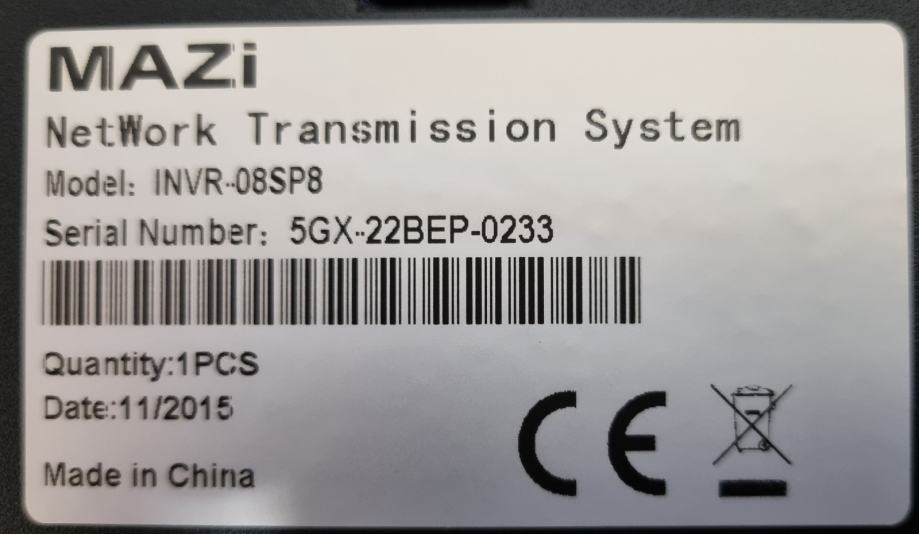 MAZi
NetWork Transmission System
Model: INVR-08SP8
Serial Number: 5GX-22BEP-0233
Quantity:1PCS
Date:11/2015
Made in China
CE